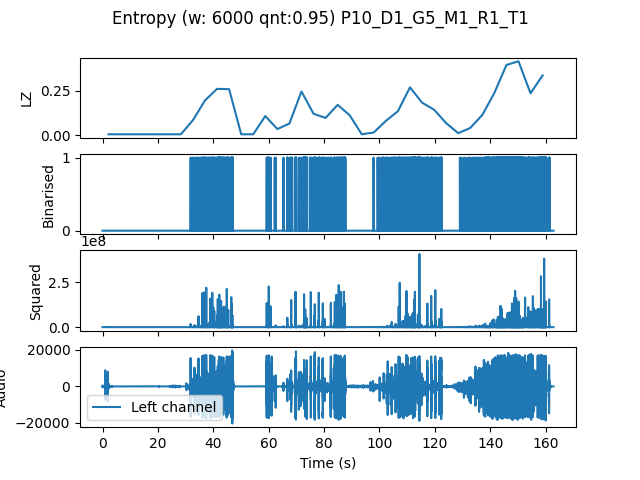 Entropy (w: 6000 qnt:0.95) P10_D1_G5_M1_R1_T1
LZ
0.25
0.00
Binarised
1
0
1e8
Squared
2.5
0.0
Audio
20000
0
−20000
Left channel
0 20 40 60 80 100 120 140 160
Time (s)